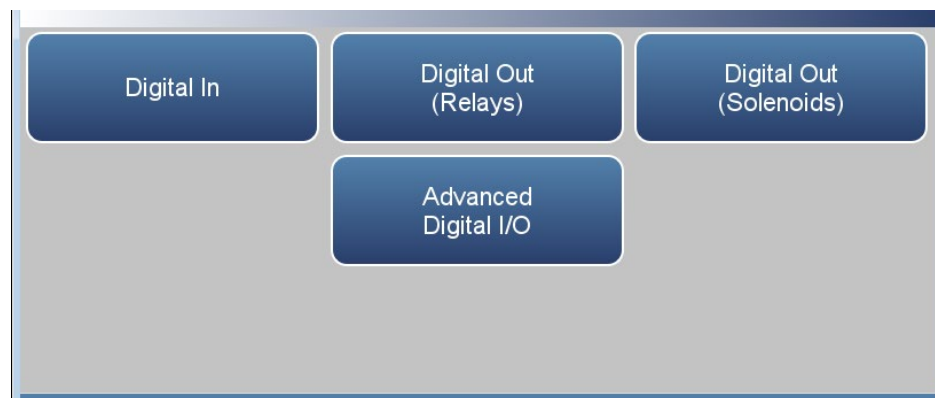 Digital In
Digital Out
(Relays)
Digital Out
(Solenoids)
Advanced
Digital I/O